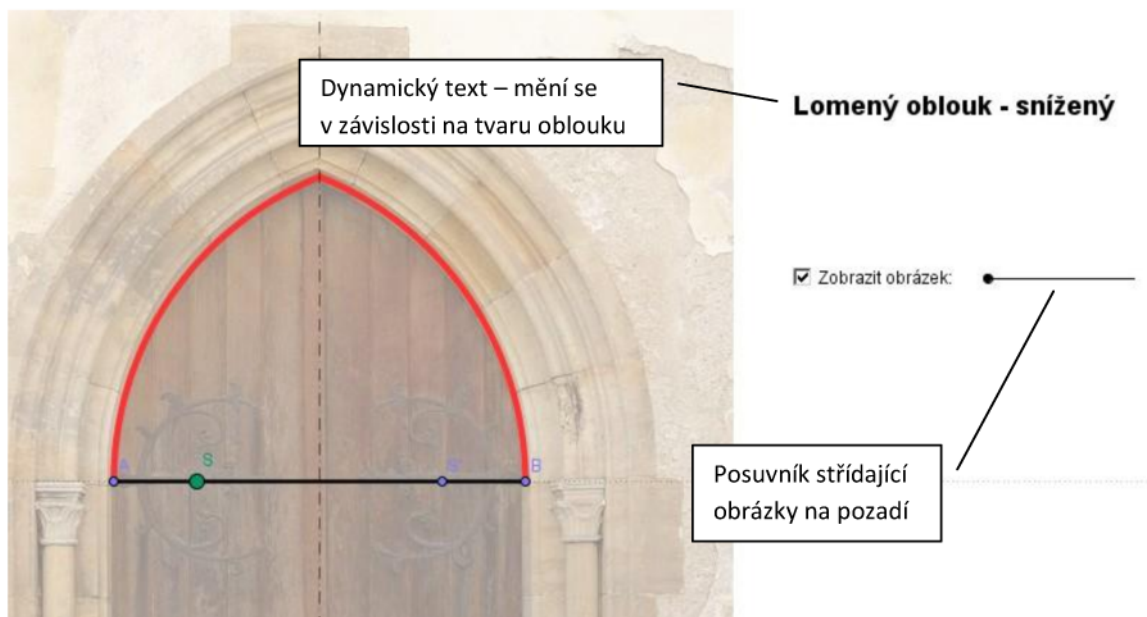 Dynamický text – mění se
v závislosti na tvaru oblouku
Lomený oblouk - snížený
Zobrazit obrázek:
A
S
S'
B
Posuvník střídající
obrázky na pozadí